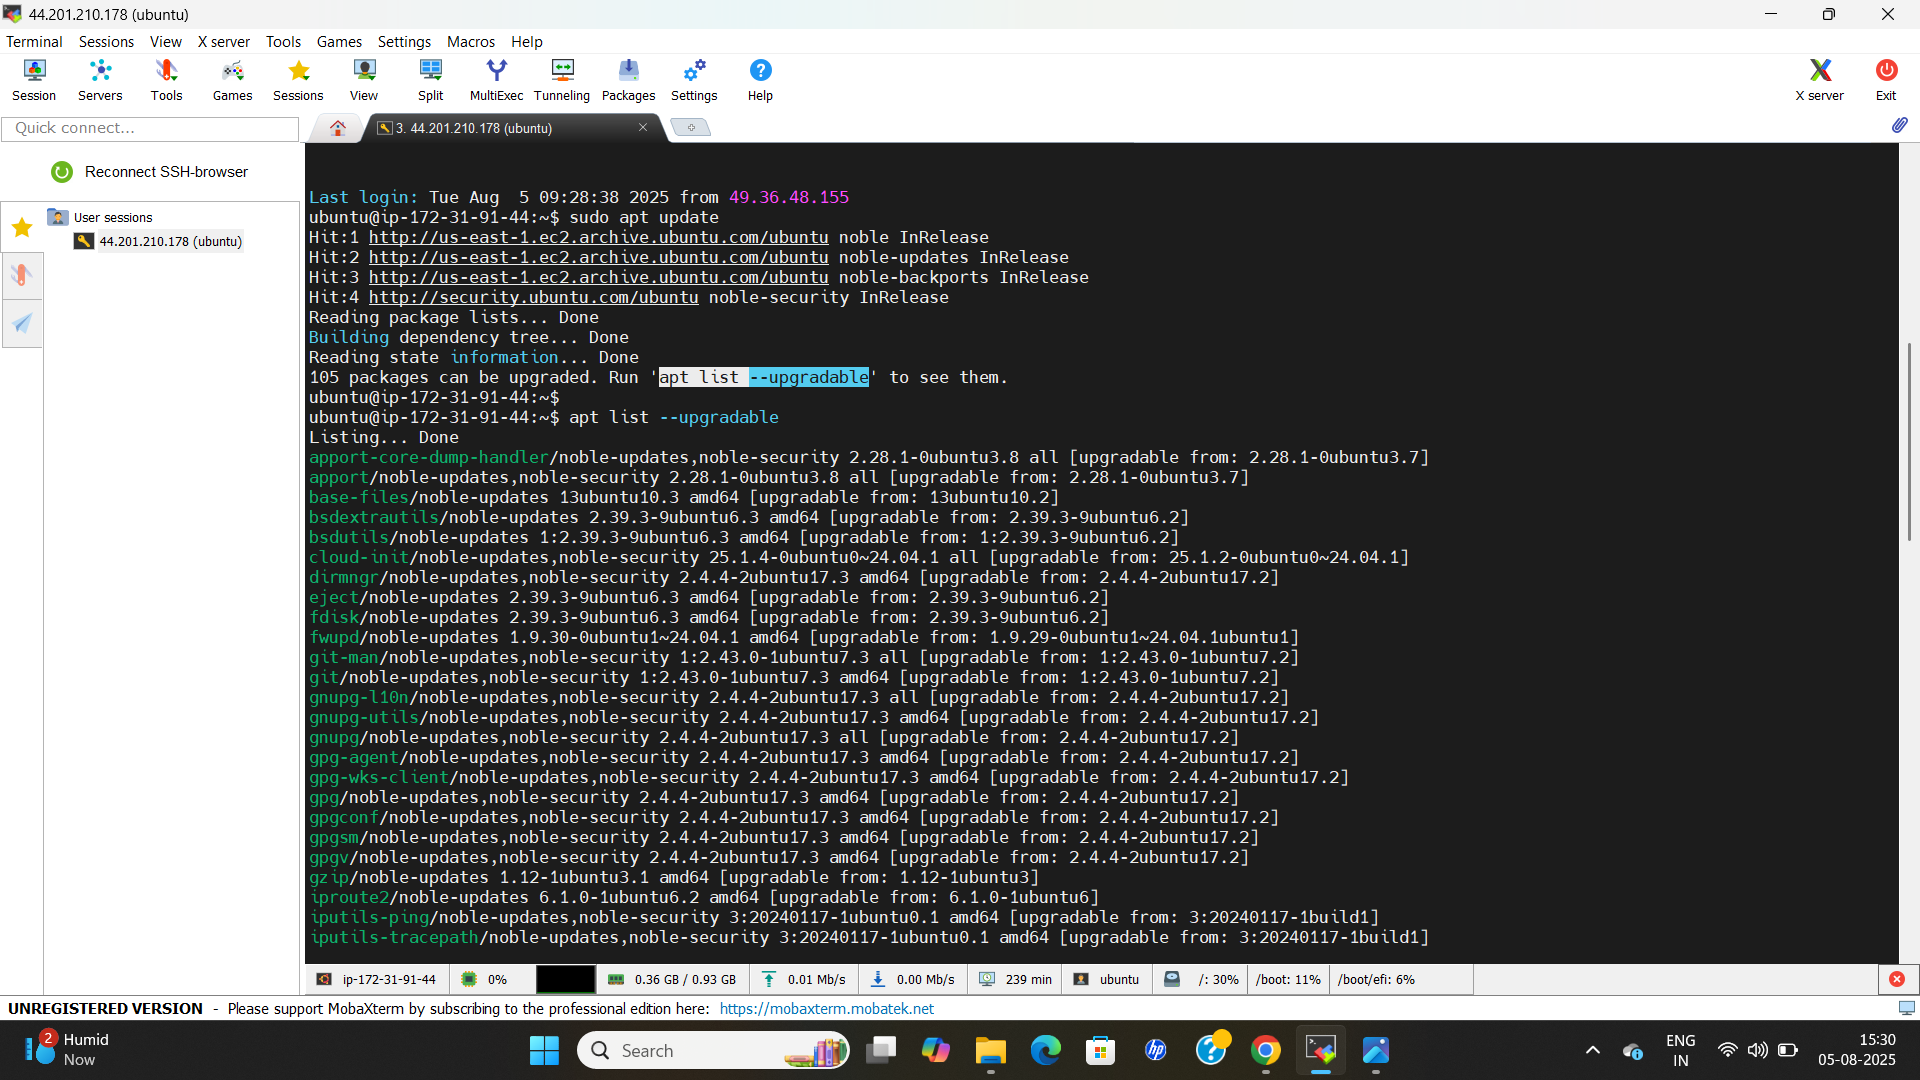 44.201.210.178 (ubuntu)
Terminal Sessions View X server Tools Games Settings Macros Help
Session Servers Tools Games Sessions View Split MultiExec Tunneling Packages Settings Help X server Exit
Quick connect...
3. 44.201.210.178 (ubuntu)
Reconnect SSH-browser
User sessions
44.201.210.178 (ubuntu)
Last login: Tue Aug  5 09:28:38 2025 from 49.36.48.155
ubuntu@ip-172-31-91-44:~$ sudo apt update
Hit:1 http://us-east-1.ec2.archive.ubuntu.com/ubuntu noble InRelease
Hit:2 http://us-east-1.ec2.archive.ubuntu.com/ubuntu noble-updates InRelease
Hit:3 http://us-east-1.ec2.archive.ubuntu.com/ubuntu noble-backports InRelease
Hit:4 http://security.ubuntu.com/ubuntu noble-security InRelease
Reading package lists... Done
Building dependency tree... Done
Reading state information... Done
105 packages can be upgraded. Run 'apt list --upgradable' to see them.
ubuntu@ip-172-31-91-44:~$
ubuntu@ip-172-31-91-44:~$ apt list --upgradable
Listing... Done
apport-core-dump-handler/noble-updates,noble-security 2.28.1-0ubuntu3.8 all [upgradable from: 2.28.1-0ubuntu3.7]
apport/noble-updates,noble-security 2.28.1-0ubuntu3.8 all [upgradable from: 2.28.1-0ubuntu3.7]
base-files/noble-updates 13ubuntu10.3 amd64 [upgradable from: 13ubuntu10.2]
bsdextrautils/noble-updates 2.39.3-9ubuntu6.3 amd64 [upgradable from: 2.39.3-9ubuntu6.2]
bsdutils/noble-updates 1:2.39.3-9ubuntu6.3 amd64 [upgradable from: 1:2.39.3-9ubuntu6.2]
cloud-init/noble-updates,noble-security 25.1.4-0ubuntu0~24.04.1 all [upgradable from: 25.1.2-0ubuntu0~24.04.1]
dirmngr/noble-updates,noble-security 2.4.4-2ubuntu17.3 amd64 [upgradable from: 2.4.4-2ubuntu17.2]
eject/noble-updates 2.39.3-9ubuntu6.3 amd64 [upgradable from: 2.39.3-9ubuntu6.2]
fdisk/noble-updates 2.39.3-9ubuntu6.3 amd64 [upgradable from: 2.39.3-9ubuntu6.2]
fwupd/noble-updates 1.9.30-0ubuntu1~24.04.1 amd64 [upgradable from: 1.9.29-0ubuntu1~24.04.1ubuntu1]
git-man/noble-updates,noble-security 1:2.43.0-1ubuntu7.3 all [upgradable from: 1:2.43.0-1ubuntu7.2]
git/noble-updates,noble-security 1:2.43.0-1ubuntu7.3 amd64 [upgradable from: 1:2.43.0-1ubuntu7.2]
gnupg-l10n/noble-updates,noble-security 2.4.4-2ubuntu17.3 all [upgradable from: 2.4.4-2ubuntu17.2]
gnupg-utils/noble-updates,noble-security 2.4.4-2ubuntu17.3 amd64 [upgradable from: 2.4.4-2ubuntu17.2]
gnupg/noble-updates,noble-security 2.4.4-2ubuntu17.3 all [upgradable from: 2.4.4-2ubuntu17.2]
gpg-agent/noble-updates,noble-security 2.4.4-2ubuntu17.3 amd64 [upgradable from: 2.4.4-2ubuntu17.2]
gpg-wks-client/noble-updates,noble-security 2.4.4-2ubuntu17.3 amd64 [upgradable from: 2.4.4-2ubuntu17.2]
gpg/noble-updates,noble-security 2.4.4-2ubuntu17.3 amd64 [upgradable from: 2.4.4-2ubuntu17.2]
gpgconf/noble-updates,noble-security 2.4.4-2ubuntu17.3 amd64 [upgradable from: 2.4.4-2ubuntu17.2]
gpgsm/noble-updates,noble-security 2.4.4-2ubuntu17.3 amd64 [upgradable from: 2.4.4-2ubuntu17.2]
gpgv/noble-updates,noble-security 2.4.4-2ubuntu17.3 amd64 [upgradable from: 2.4.4-2ubuntu17.2]
gzip/noble-updates 1.12-1ubuntu3.1 amd64 [upgradable from: 1.12-1ubuntu3]
iproute2/noble-updates 6.1.0-1ubuntu6.2 amd64 [upgradable from: 6.1.0-1ubuntu6]
iputils-ping/noble-updates,noble-security 3:20240117-1ubuntu0.1 amd64 [upgradable from: 3:20240117-1build1]
iputils-tracepath/noble-updates,noble-security 3:20240117-1ubuntu0.1 amd64 [upgradable from: 3:20240117-1build1]
ip-172-31-91-44 0% 0.36 GB / 0.93 GB 0.01 Mb/s 0.00 Mb/s 239 min ubuntu /: 30% /boot: 11% /boot/efi: 6%
UNREGISTERED VERSION - Please support MobaXterm by subscribing to the professional edition here: https://mobaxterm.mobatek.net
2 Humid
Now
Search
hp
ENG
IN
15:30
05-08-2025